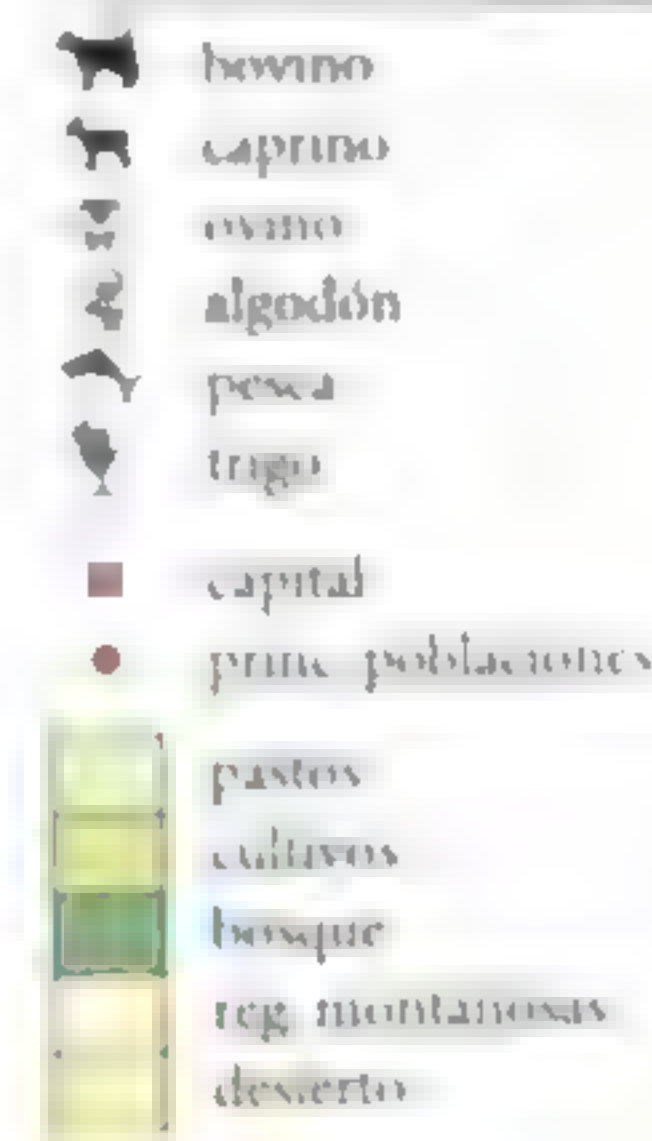 bovino
caprino
ovino
algodón
pesca
trigo
capital
princ poblaciones
pastos
cultivos
bosque
reg montañosas
desierto